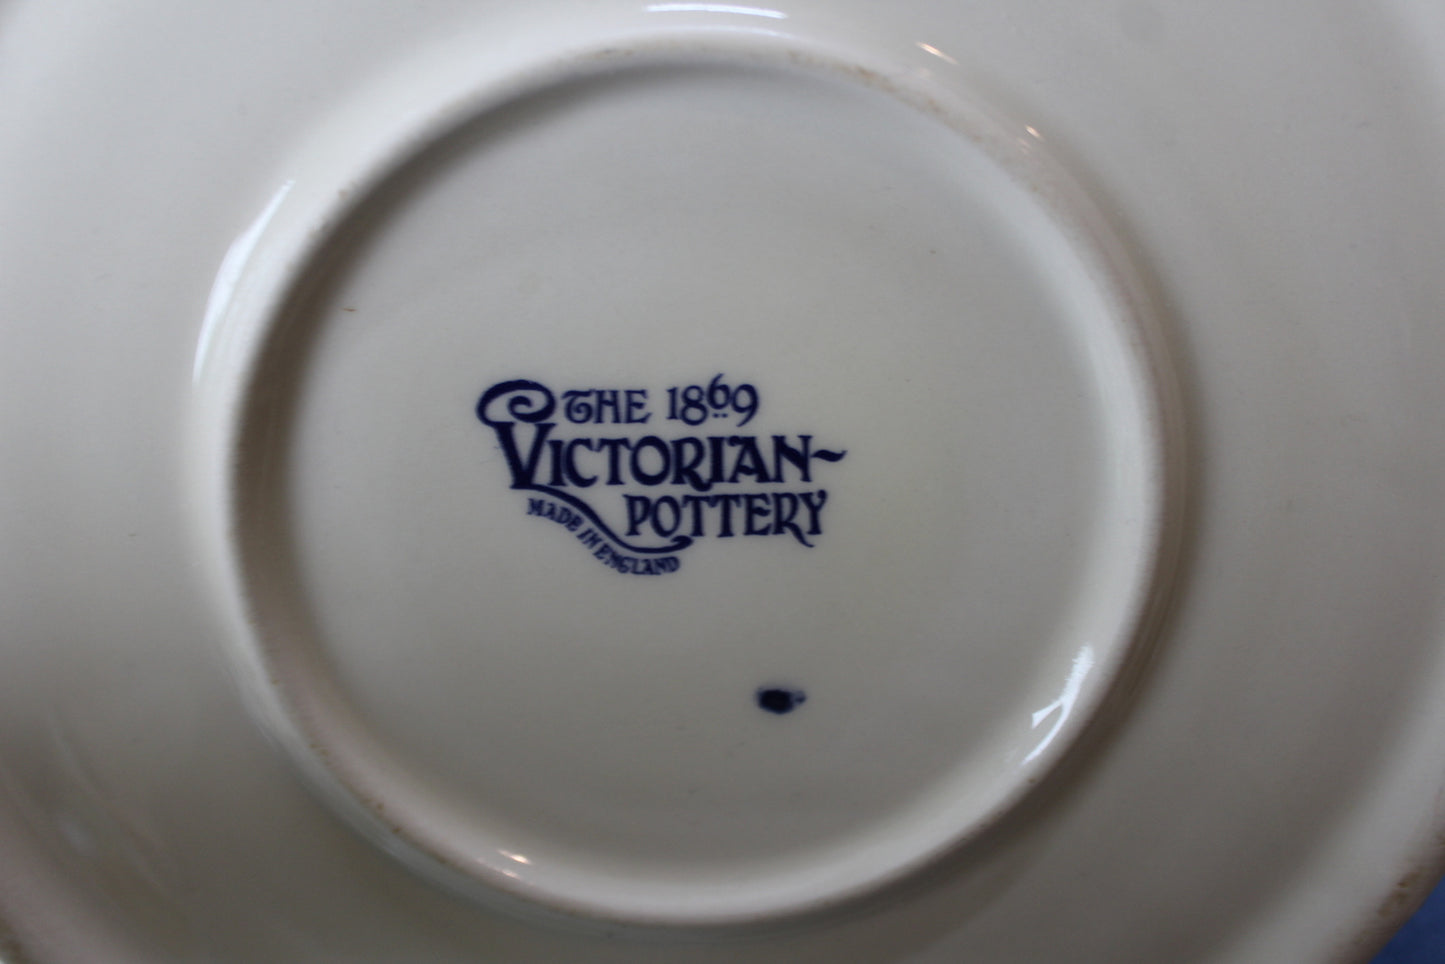 THE 1869
VICTORIAN~
POTTERY
MADE IN ENGLAND